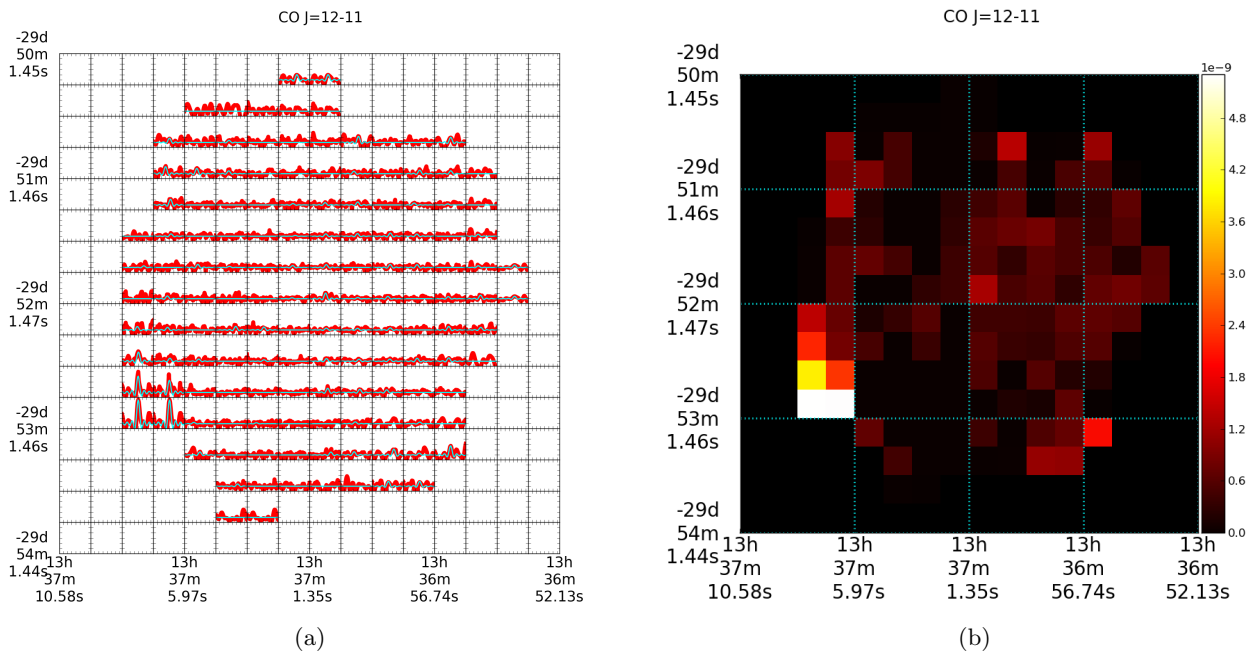 CO J=12-11
-29d
50m
1.45s
-29d
51m
1.46s
-29d
52m
1.47s
-29d
53m
1.46s
-29d
54m
1.44s
13h
37m
10.58s
13h
37m
5.97s
13h
37m
1.35s
13h
36m
56.74s
13h
36m
52.13s
(a)
CO J=12-11
-29d
50m
1.45s
-29d
51m
1.46s
-29d
52m
1.47s
-29d
53m
1.46s
-29d
54m
1.44s
13h
37m
10.58s
13h
37m
5.97s
13h
37m
1.35s
13h
36m
56.74s
13h
36m
52.13s
1e−9
4.8
4.2
3.6
3.0
2.4
1.8
1.2
0.6
0.0
(b)